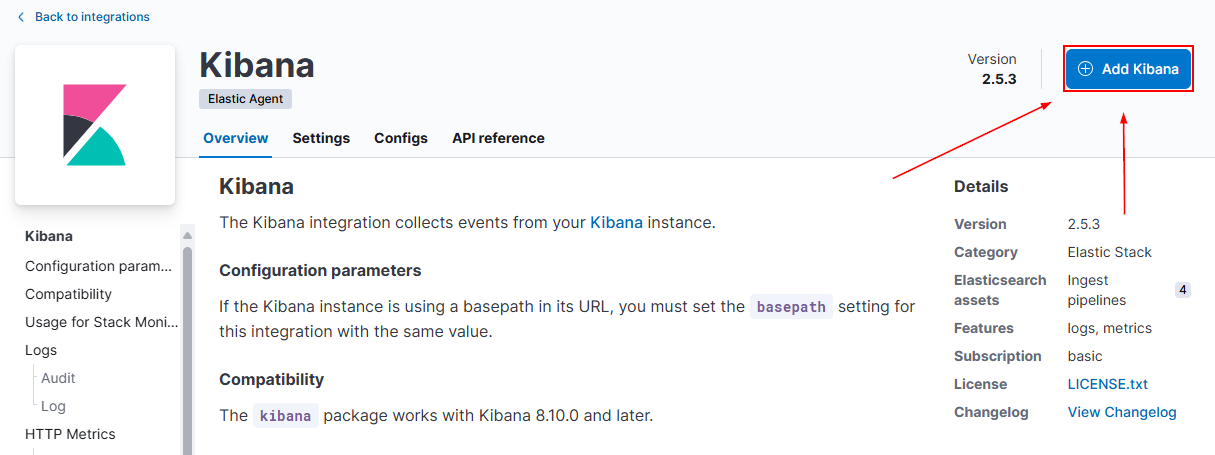 Back to integrations
Kibana
Elastic Agent
Version
2.5.3
Add Kibana
Overview
Settings
Configs
API reference
Kibana
Configuration param...
Compatibility
Usage for Stack Moni...
Logs
Audit
Log
HTTP Metrics
Kibana
The Kibana integration collects events from your Kibana instance.
Configuration parameters
If the Kibana instance is using a basepath in its URL, you must set the basepath setting for
this integration with the same value.
Compatibility
The kibana package works with Kibana 8.10.0 and later.
Details
Version 2.5.3
Category Elastic Stack
Elasticsearch Ingest
assets pipelines 4
Features logs, metrics
Subscription basic
License LICENSE.txt
Changelog View Changelog